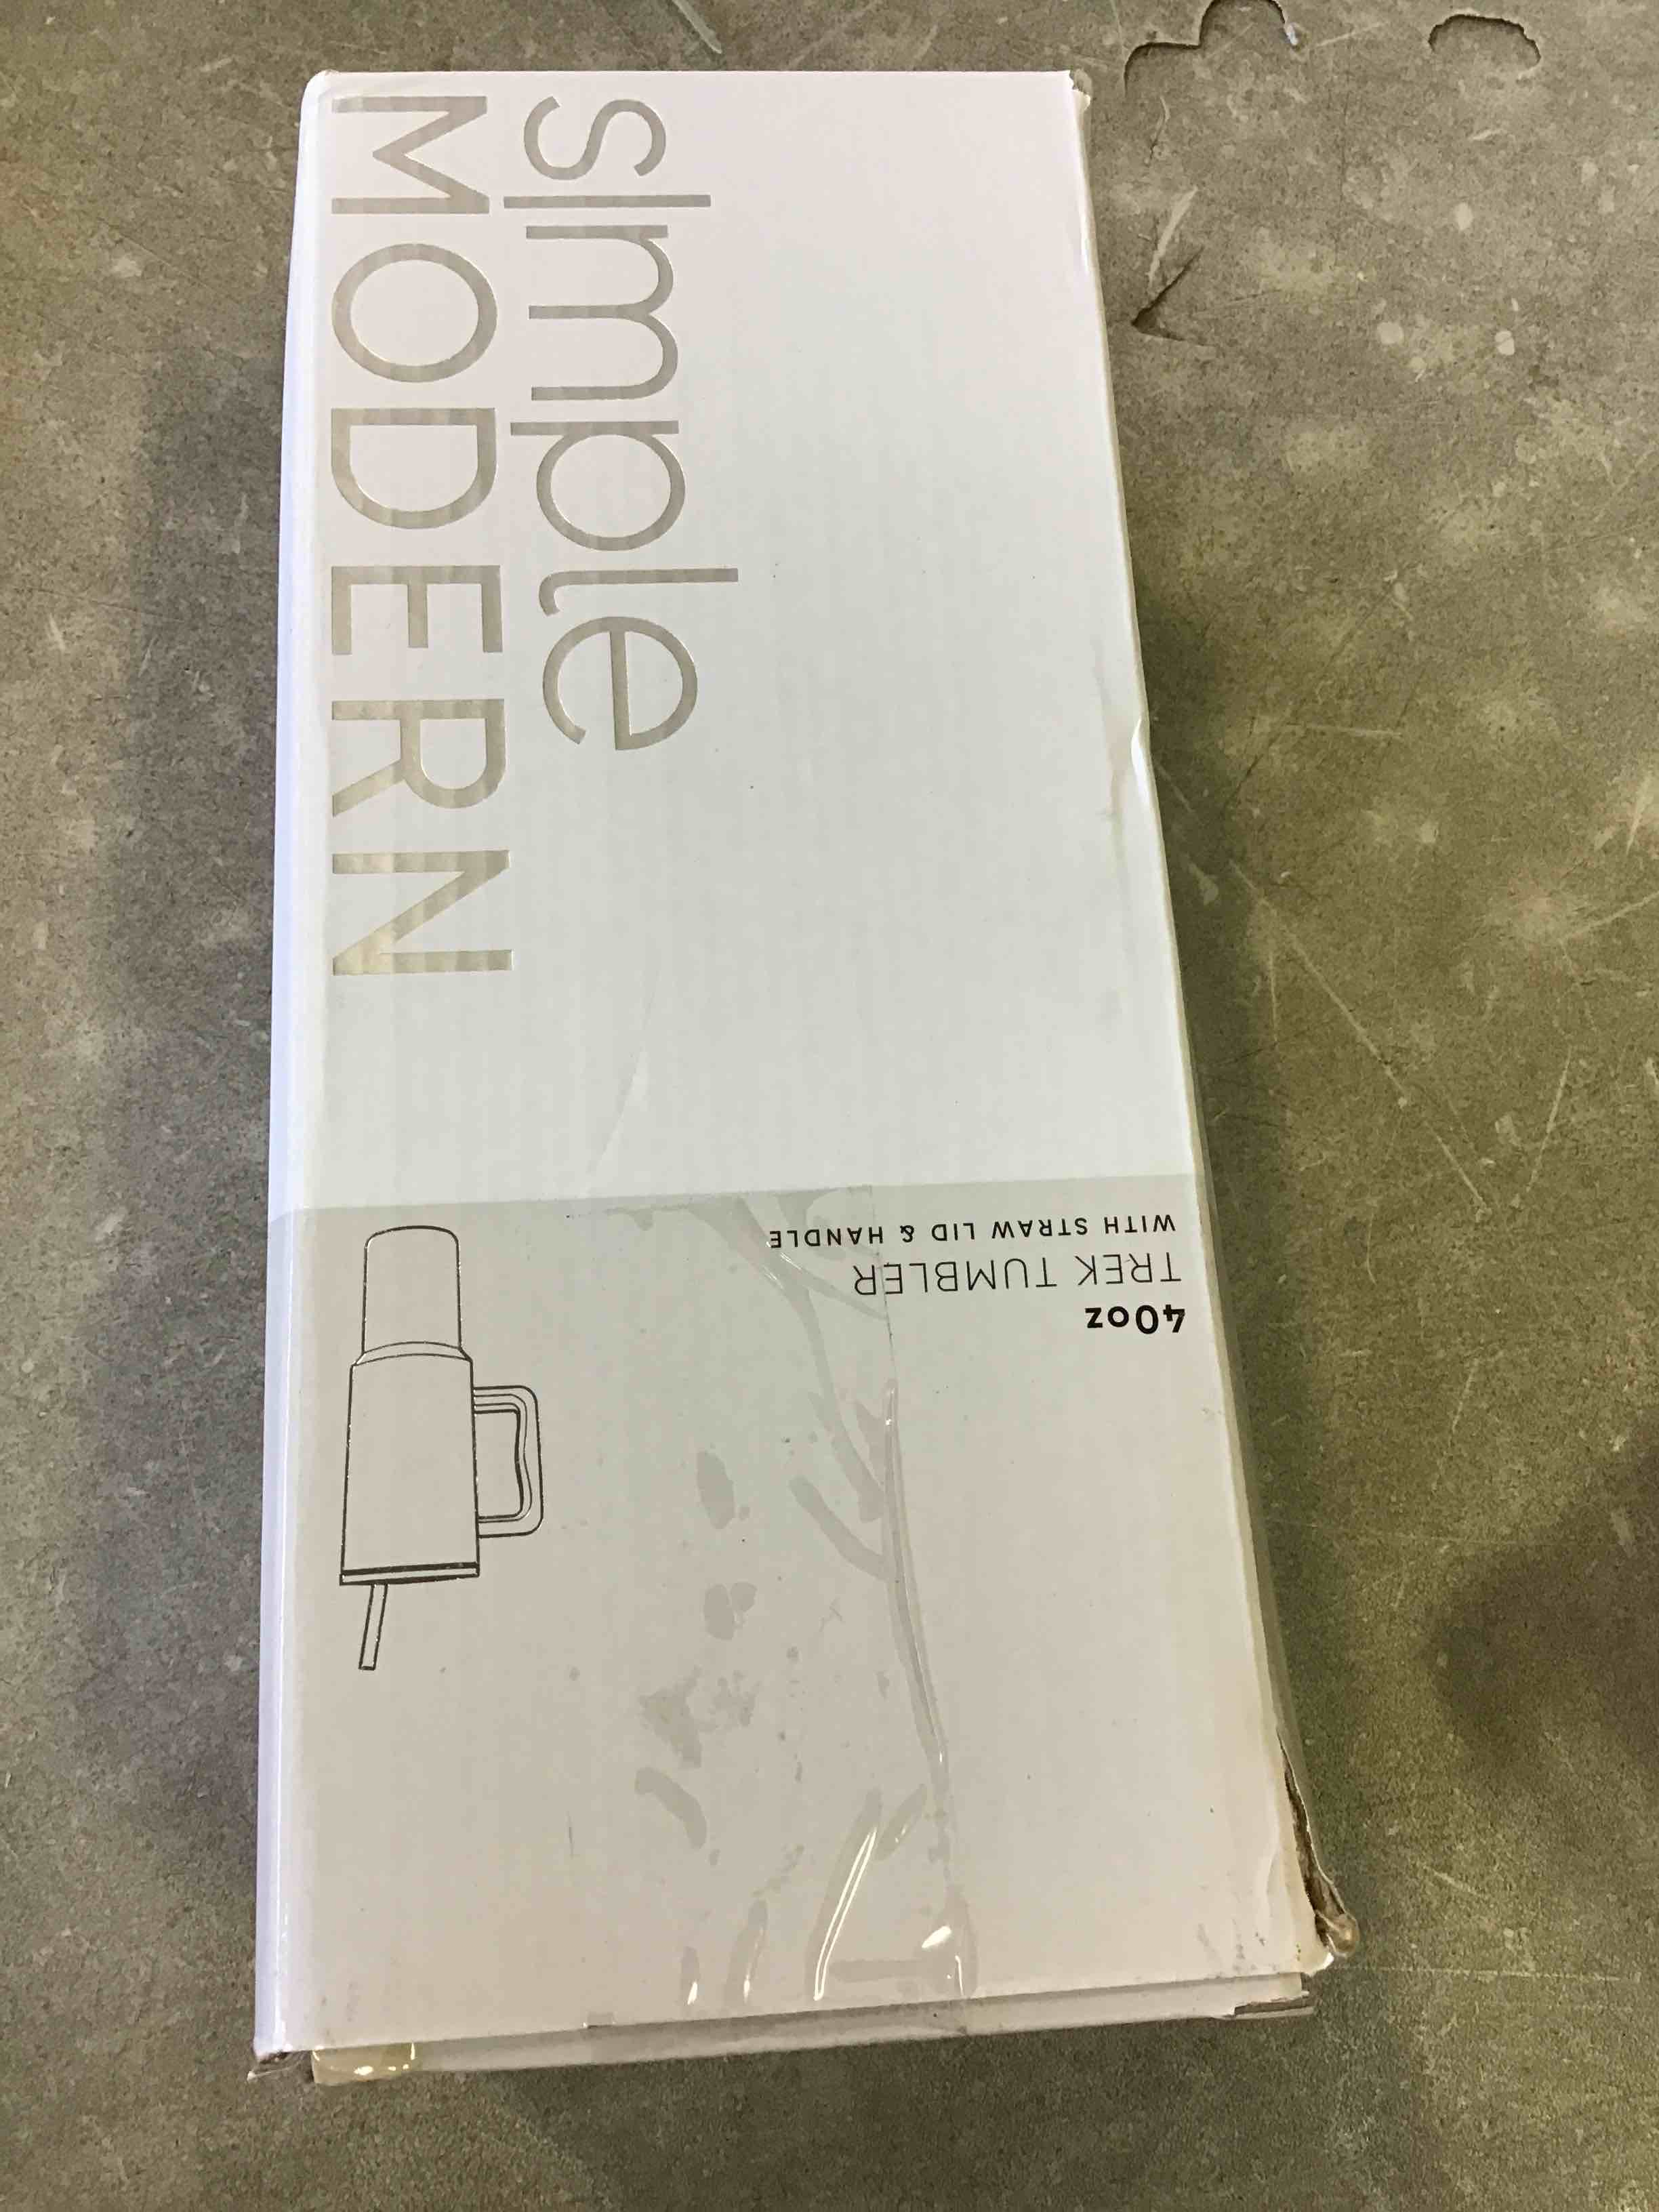 sImple
MODERN
40oz
TREK TUMBLER
WITH STRAW LID & HANDLE